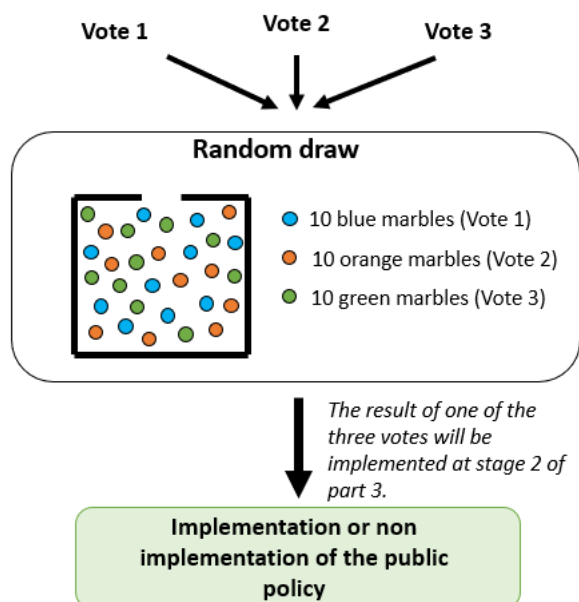 Vote 1
Vote 2
Vote 3
Random draw
10 blue marbles (Vote 1)
10 orange marbles (Vote 2)
10 green marbles (Vote 3)
The result of one of the
three votes will be
implemented at stage 2 of
part 3.
Implementation or non
implementation of the public
policy